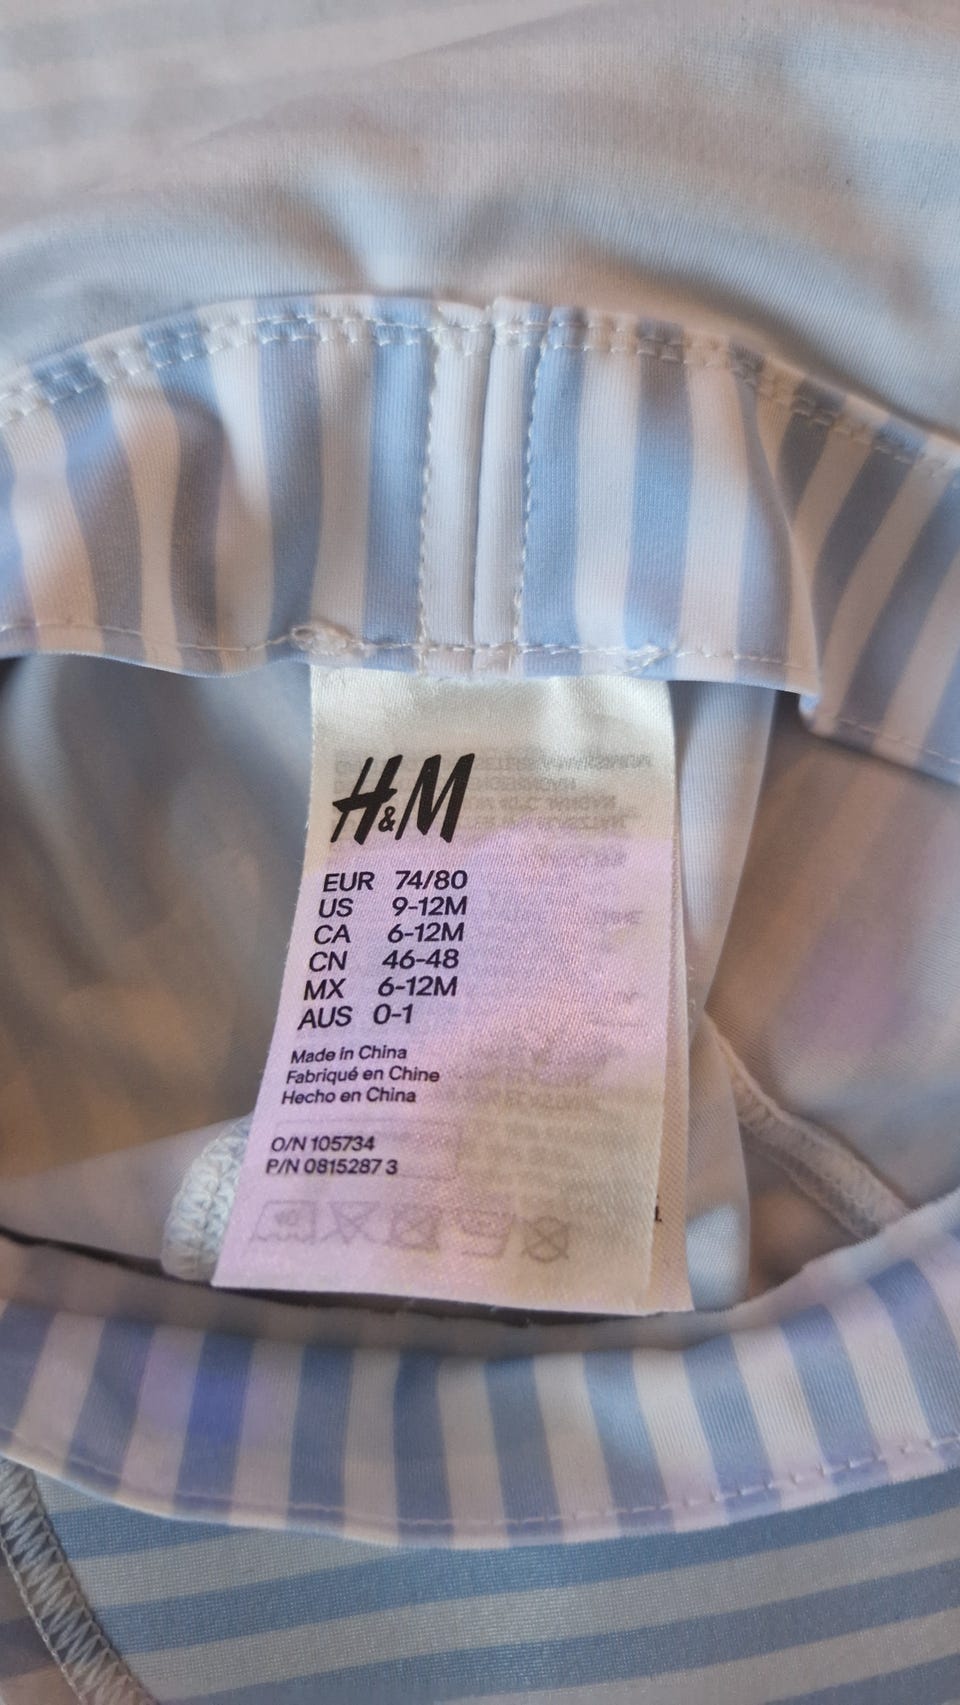 H&M
EUR 74/80
US 9-12M
CA 6-12M
CN 46-48
MX 6-12M
AUS 0-1
Made in China
Fabriqué en Chine
Hecho en China
O/N 105734
P/N 0815287 3